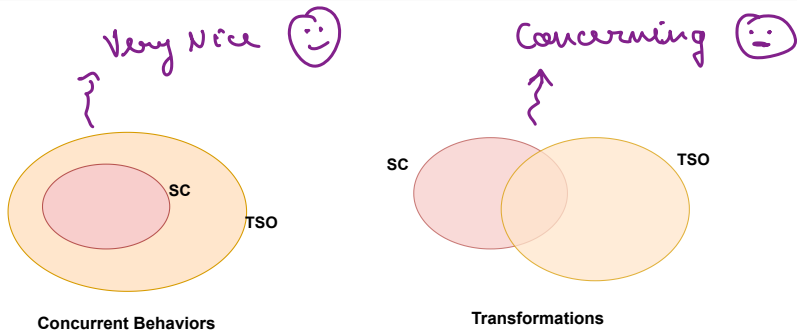 Very Nice
Concerning
SC
TSO
SC
TSO
Concurrent Behaviors
Transformations